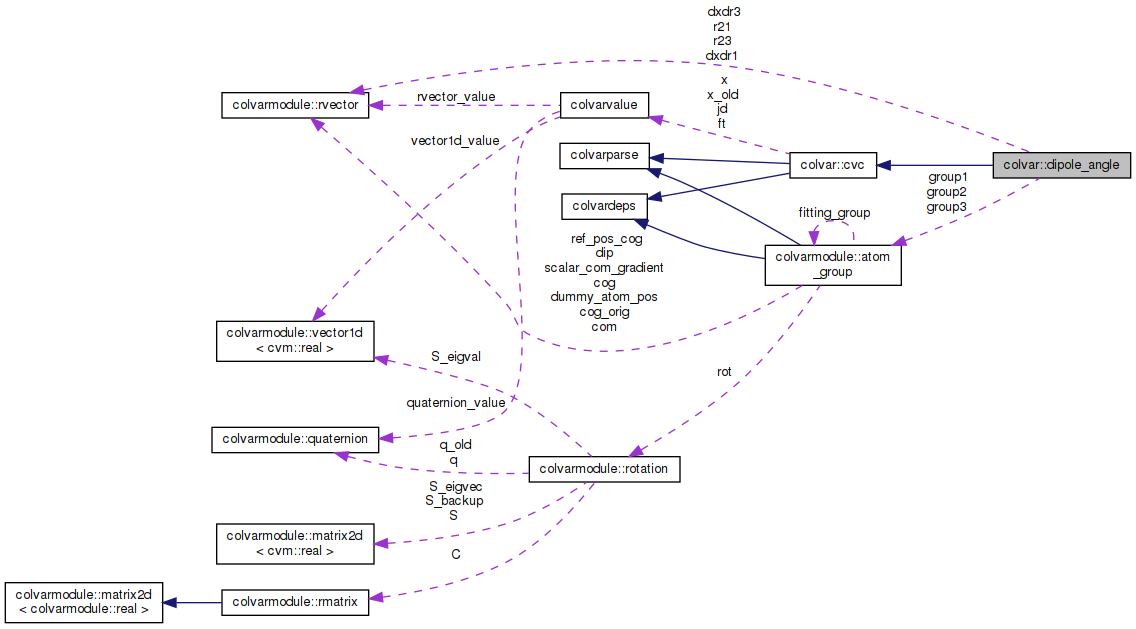 dxdr3
r21
r23
dxdr1
colvarmodule::rvector
rvector_value
colvarvalue
x
x_old
jd
ft
vector1d_value
colvarparse
colvar::cvc
colvar::dipole_angle
colvardeps
group1
group2
group3
fitting_group
colvarmodule::atom
_group
ref_pos_cog
dip
scalar_com_gradient
cog
dummy_atom_pos
cog_orig
com
colvarmodule::vector1d
< cvm::real >
S_eigval
rot
quaternion_value
colvarmodule::quaternion
q_old
q
colvarmodule::rotation
S_eigvec
S_backup
S
colvarmodule::matrix2d
< cvm::real >
C
colvarmodule::matrix2d
< colvarmodule::real >
colvarmodule::rmatrix